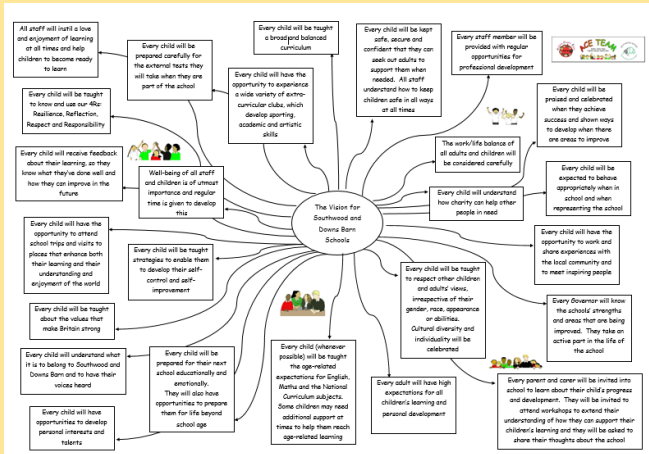 All staff will instil a love
and enjoyment of learning
at all times and help
children to become ready
to learn
Every child will be
prepared carefully for
the external tests they
will take when they are
part of the school
Every child will be taught
a broad and balanced
curriculum
Every child will be kept
safe, secure and
confident that they can
seek out adults to
support them when
needed. All staff
understand how to keep
children safe in all ways
at all times
Every staff member will be
provided with regular
opportunities for
professional development
ACE TEAM
Every child will be taught
to know and use our 4Rs:
Resilience, Reflection,
Respect and Responsibility
Every child will have the
opportunity to experience
a wide variety of extra-
curricular clubs, which
develop sporting,
academic and artistic
skills
Every child will be
praised and celebrated
when they achieve
success and shown ways
to develop when there
are areas to improve
The work/life balance of
all adults and children will
be considered carefully
Every child will receive feedback
about their learning, so they
know what they've done well and
how they can improve in the
future
Well-being of all staff
and children is of utmost
importance and regular
time is given to develop
this
Every child will understand
how charity can help other
people in need
Every child will be
expected to behave
appropriately when in
school and when
representing the school
The Vision for
Southwood and
Downs Barn
Schools
Every child will have the
opportunity to attend
school trips and visits to
places that enhance both
their learning and their
understanding and
enjoyment of the world
Every child will be taught
strategies to enable them
to develop their self-
control and self-
improvement
Every child will be taught
to respect other children
and adults' views,
irrespective of their
gender, race, appearance
or abilities.
Cultural diversity and
individuality will be
celebrated
Every child will have the
opportunity to work and
share experiences with
the local community and
to meet inspiring people
Every child will be taught
about the values that
make Britain strong
Every Governor will know
the schools' strengths
and areas that are being
improved. They take an
active part in the life of
the school
Every child will understand what
it is to belong to Southwood and
Downs Barn and to have their
voices heard
Every child will be
prepared for their next
school educationally and
emotionally.
They will also have
opportunities to prepare
them for life beyond
school age
Every child (whenever
possible) will be taught
the age-related
expectations for English,
Maths and the National
Curriculum subjects.
Some children may need
additional support at
times to help them reach
age-related learning
Every adult will have high
expectations for all
children's learning and
personal development
Every parent and carer will be invited into
school to learn about their child's progress
and development. They will be invited to
attend workshops to extend their
understanding of how they can support their
children's learning and they will be asked to
share their thoughts about the school
Every child will have
opportunities to develop
personal interests and
talents